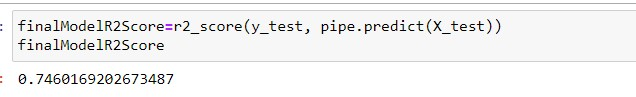 finalModelR2Score=r2_score(y_test, pipe.predict(X_test))
finalModelR2Score
0.7460169202673487